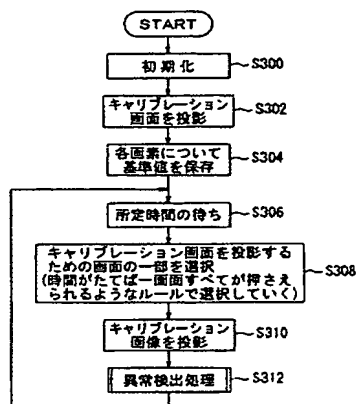 START
初期化
S300
キャリブレーション
画面を投影
S302
各画素について
基準値を保存
S304
所定時間の待ち
S306
キャリブレーション画面を投影する
ための画面の一部を選択
(時間がたてば一画面すべてが押さえ
られるようなルールで選択していく)
S308
キャリブレーション
画像を投影
S310
異常検出処理
S312